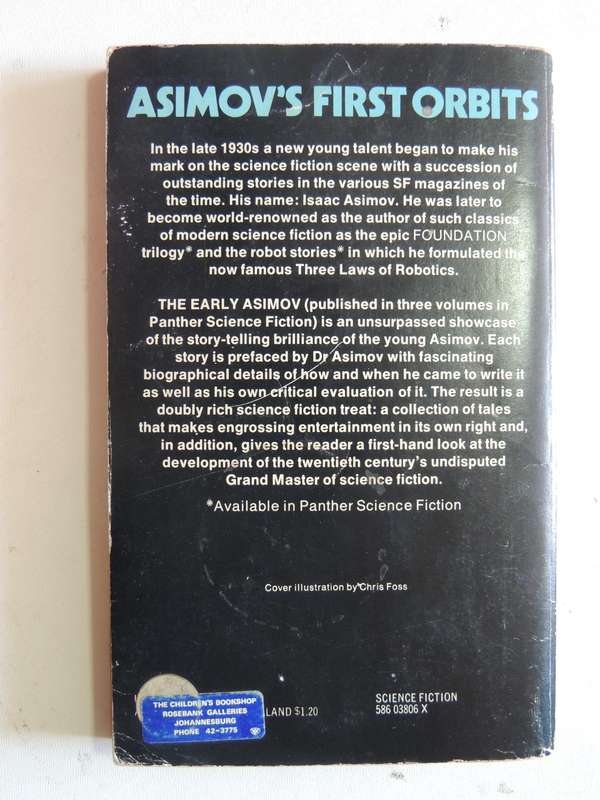 ASIMOV'S FIRST ORBITS
In the late 1930s a new young talent began to make his
mark on the science fiction scene with a succession of
outstanding stories in the various SF magazines of
the time. His name: Isaac Asimov. He was later to
become world-renowned as the author of such classics
of modern science fiction as the epic FOUNDATION
trilogy* and the robot stories* in which he formulated the
now famous Three Laws of Robotics.
THE EARLY ASIMOV (published in three volumes in
Panther Science Fiction) is an unsurpassed showcase
of the story-telling brilliance of the young Asimov. Each
story is prefaced by Dr Asimov with fascinating
biographical details of how and when he came to write it
as well as his own critical evaluation of it. The result is a
doubly rich science fiction treat: a collection of tales
that makes engrossing entertainment in its own right and,
in addition, gives the reader a first-hand look at the
development of the twentieth century's undisputed
Grand Master of science fiction.
*Available in Panther Science Fiction
Cover illustration by Chris Foss
THE CHILDREN'S BOOKSHOP
ROSEBANK GALLERIES
JOHANNESBURG
PHONE 42-3775
LAND $1.20
SCIENCE FICTION
586 03806 X